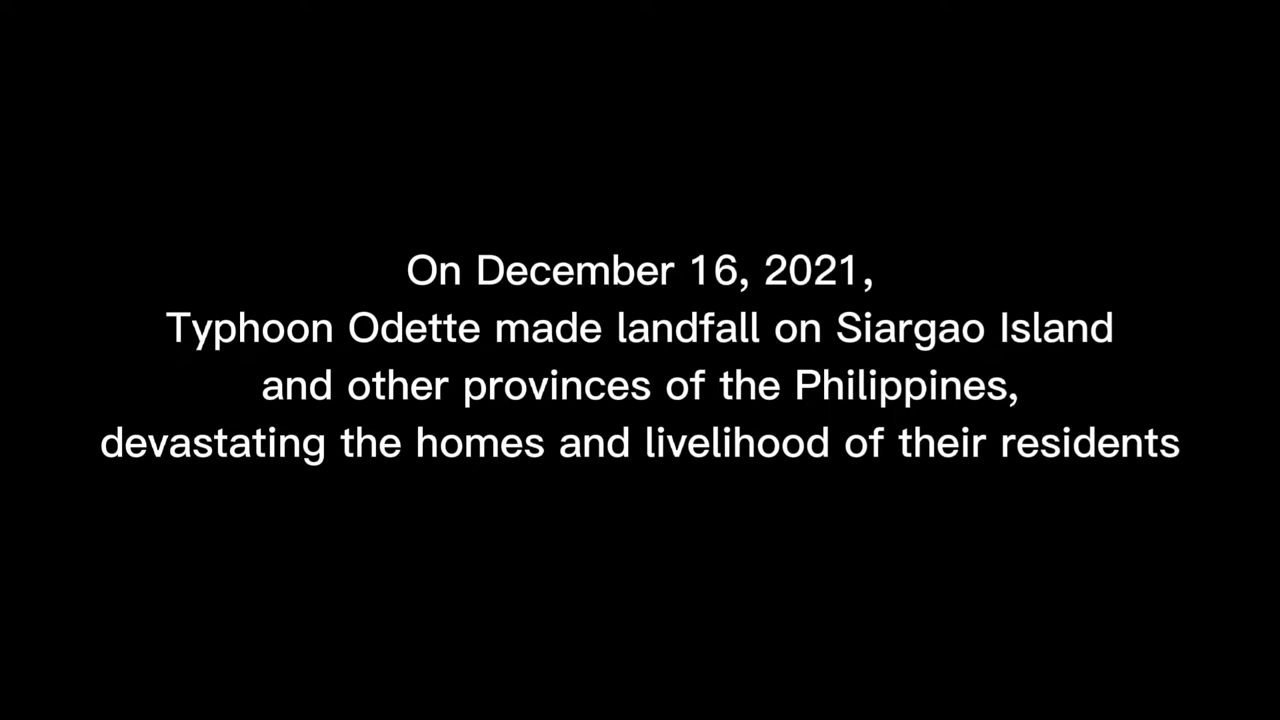 On December 16, 2021,
Typhoon Odette made landfall on Siargao Island
and other provinces of the Philippines,
devastating the homes and livelihood of their residents